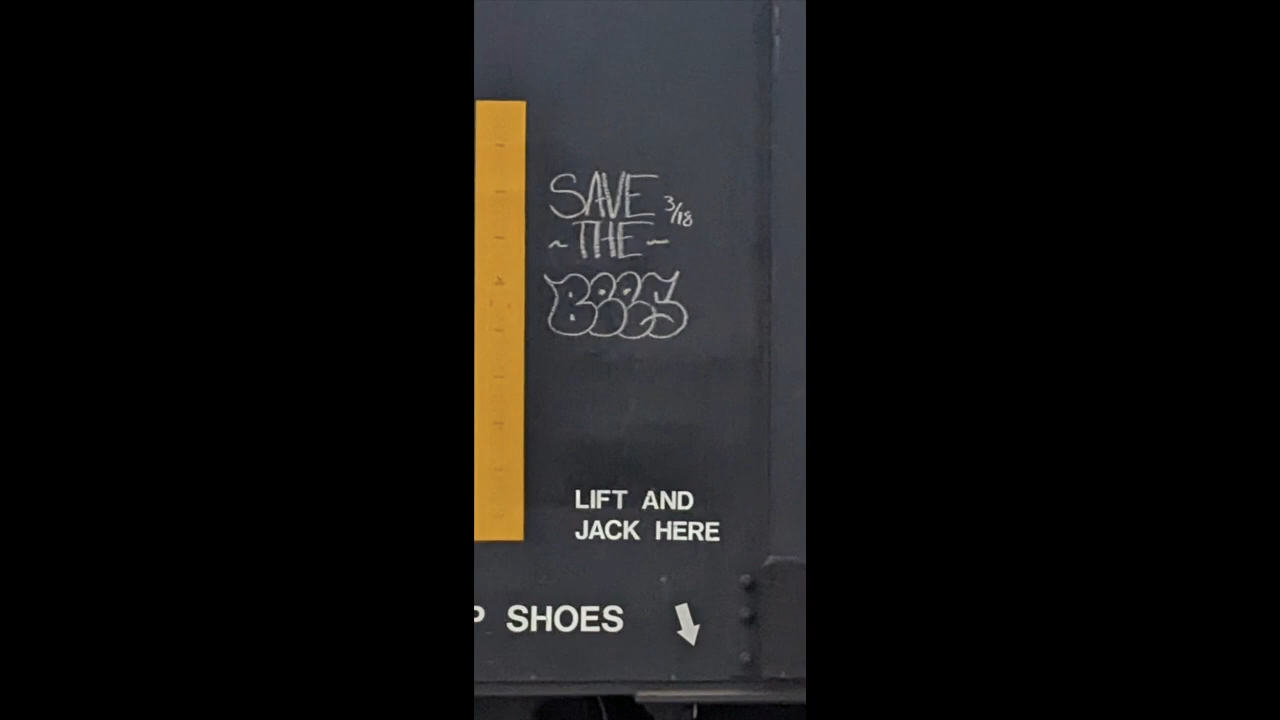 SAVE 3/18
~ THE ~
BEES
LIFT AND
JACK HERE
P SHOES